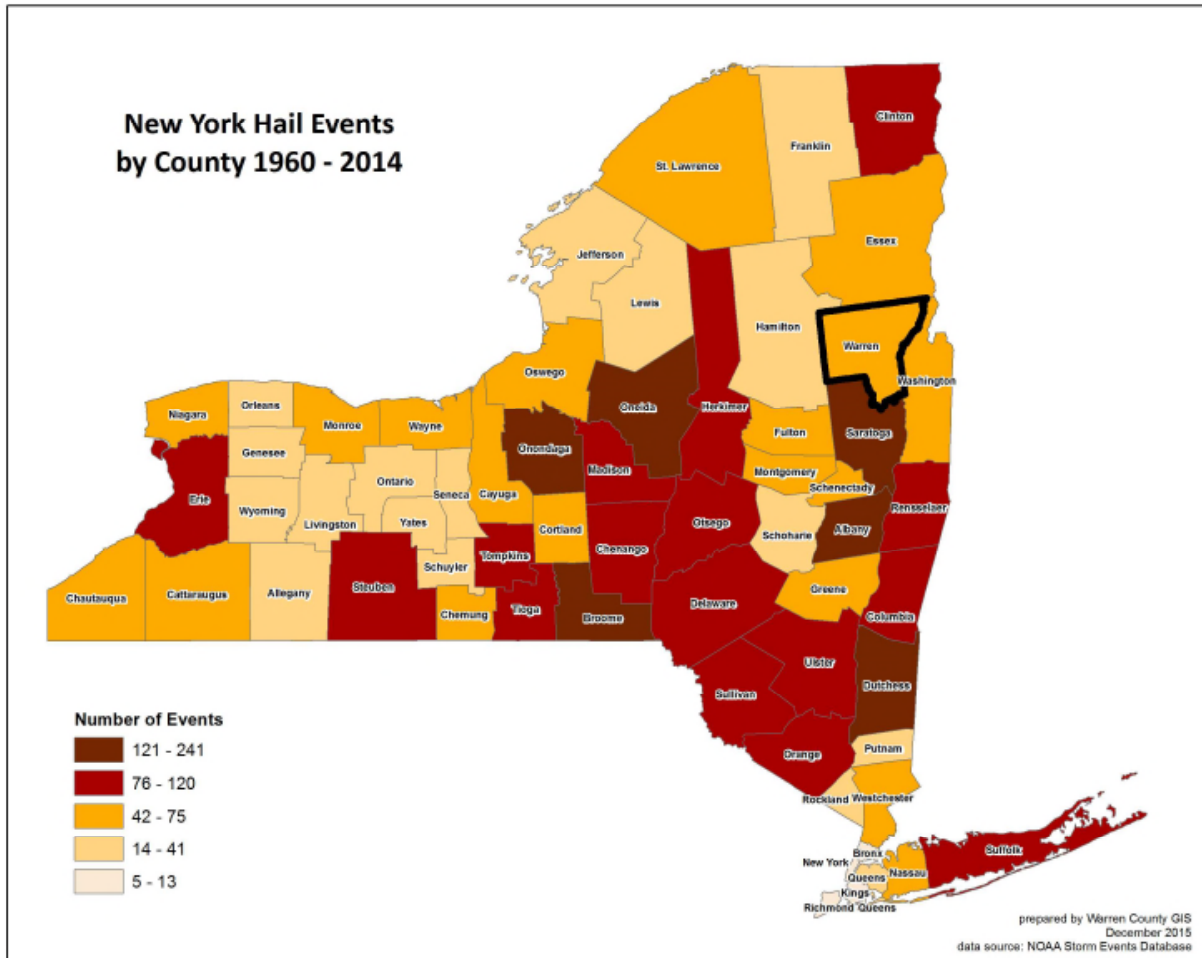 New York Hail Events
by County 1960 - 2014
Clinton
Franklin
St. Lawrence
Essex
Jefferson
Lewis
Hamilton
Warren
Washington
Oswego
Oneida
Herkimer
Niagara
Orleans
Monroe
Wayne
Fulton
Saratoga
Onondaga
Genesee
Madison
Montgomery
Ontario
Seneca
Cayuga
Schenectady
Erie
Rensselaer
Wyoming
Livingston
Yates
Cortland
Otsego
Albany
Schoharie
Chenango
Tompkins
Schuyler
Steuben
Allegany
Cattaraugus
Chautauqua
Greene
Delaware
Chemung
Tioga
Broome
Columbia
Ulster
Dutchess
Sullivan
Orange
Putnam
Rockland
Westchester
Bronx
New York
Suffolk
Nassau
Queens
Kings
Richmond
Queens
Number of Events
121 - 241
76 - 120
42 - 75
14 - 41
5 - 13
prepared by Warren County GIS
December 2015
data source: NOAA Storm Events Database